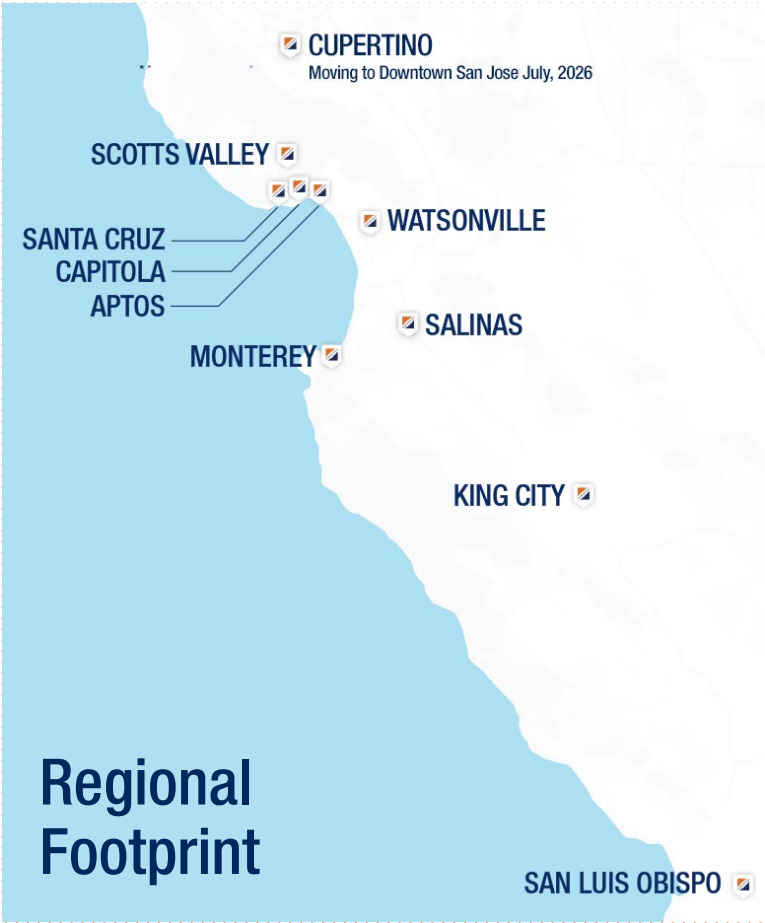 CUPERTINO
Moving to Downtown San Jose July, 2026
SCOTTS VALLEY
WATSONVILLE
SANTA CRUZ
CAPITOLA
APTOS
SALINAS
MONTEREY
KING CITY
Regional
Footprint
SAN LUIS OBISPO